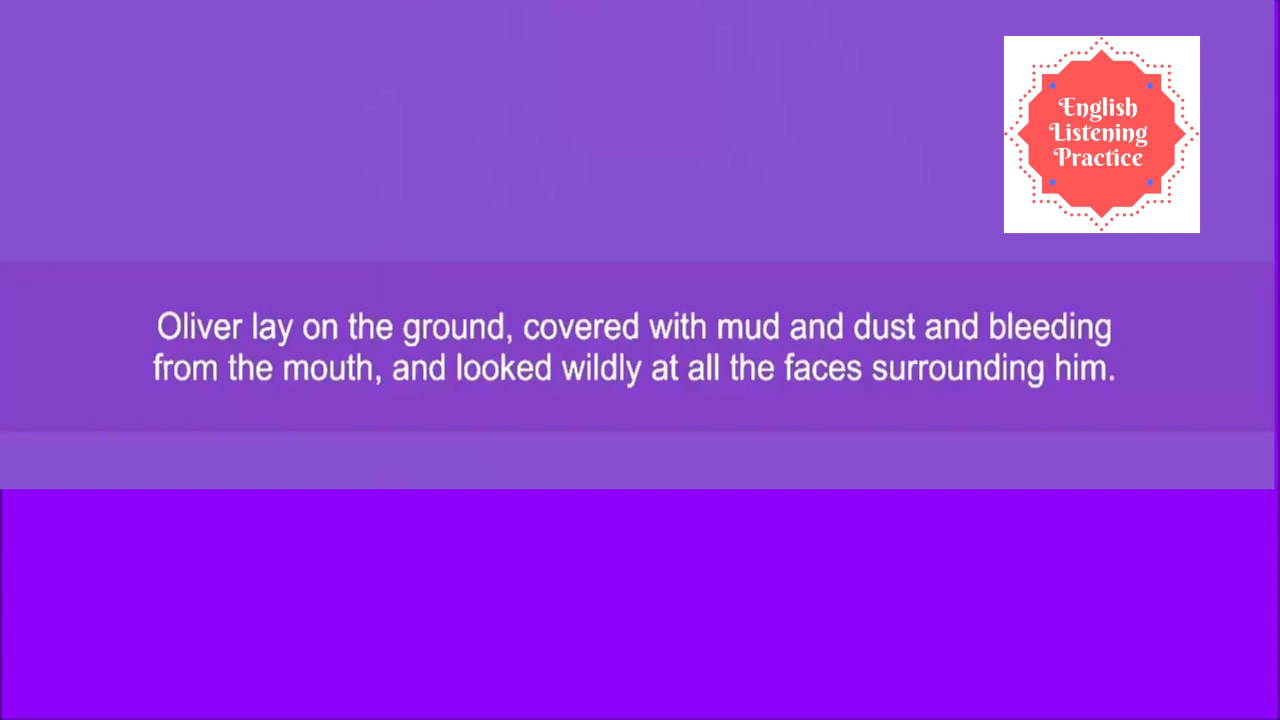 English
Listening
Practice
Oliver lay on the ground, covered with mud and dust and bleeding
from the mouth, and looked wildly at all the faces surrounding him.